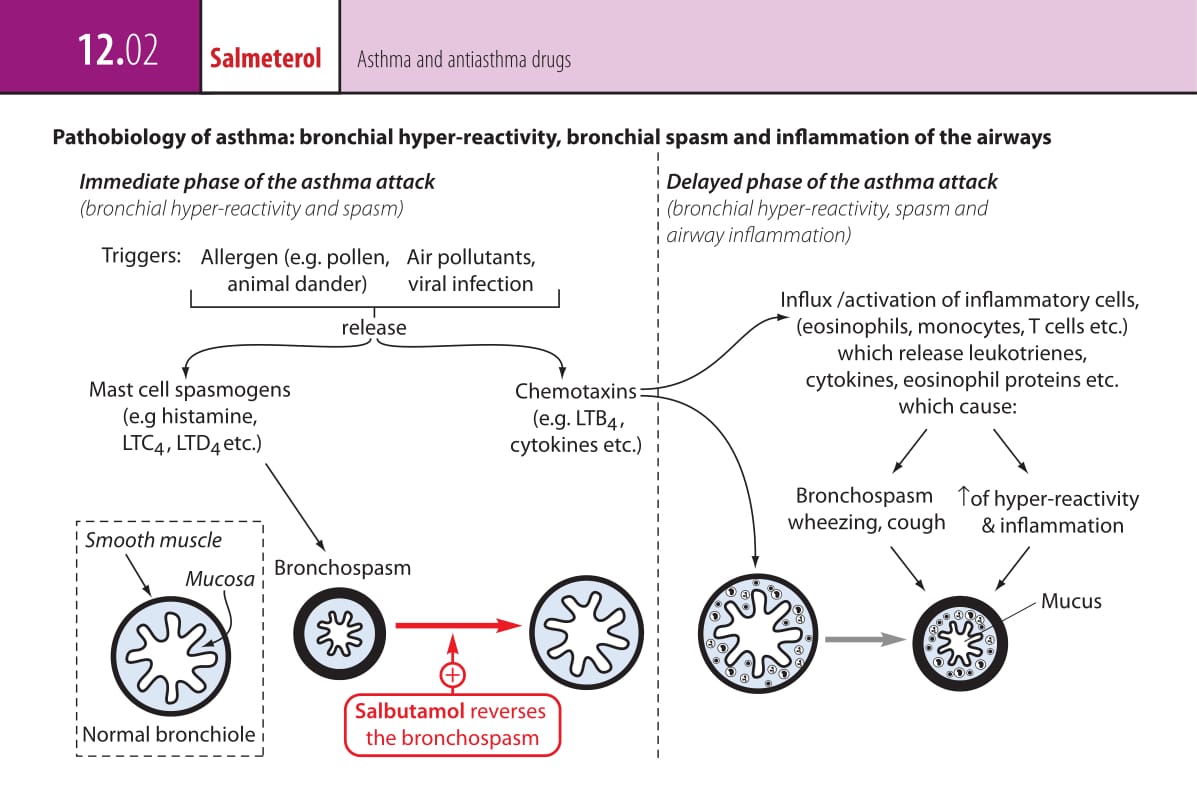 12.02
Salmeterol
Asthma and antiasthma drugs
Pathobiology of asthma: bronchial hyper-reactivity, bronchial spasm and inflammation of the airways
Immediate phase of the asthma attack
(bronchial hyper-reactivity and spasm)
Triggers:
Allergen (e.g. pollen,
animal dander)
Air pollutants,
viral infection
release
Mast cell spasmogens
(e.g histamine,
LTC4, LTD4 etc.)
Chemotaxins
(e.g. LTB4,
cytokines etc.)
Smooth muscle
Mucosa
Normal bronchiole
Bronchospasm
+
Salbutamol reverses
the bronchospasm
Delayed phase of the asthma attack
(bronchial hyper-reactivity, spasm and
airway inflammation)
Influx /activation of inflammatory cells,
(eosinophils, monocytes, T cells etc.)
which release leukotrienes,
cytokines, eosinophil proteins etc.
which cause:
Bronchospasm
wheezing, cough
↑of hyper-reactivity
& inflammation
Mucus